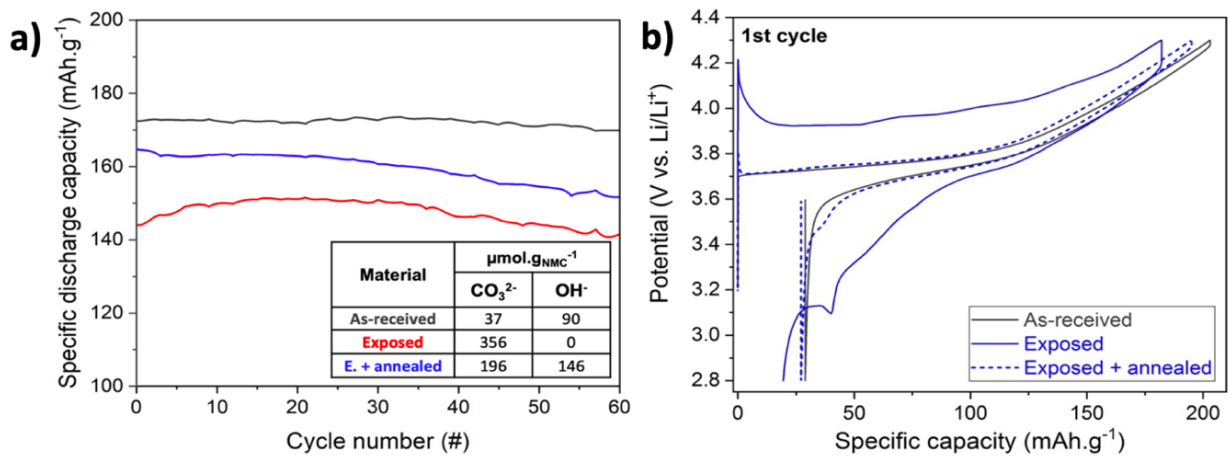 a)
Specific discharge capacity (mAh.g⁻¹)
200
180
160
140
120
100
0
10
20
30
40
50
60
Cycle number (#)
Material
µmol.gNMC⁻¹
CO₃²⁻
OH⁻
As-received
37
90
Exposed
356
0
E. + annealed
196
146
b)
1st cycle
Potential (V vs. Li/Li⁺)
4.4
4.2
4.0
3.8
3.6
3.4
3.2
3.0
2.8
0
50
100
150
200
Specific capacity (mAh.g⁻¹)
As-received
Exposed
Exposed + annealed